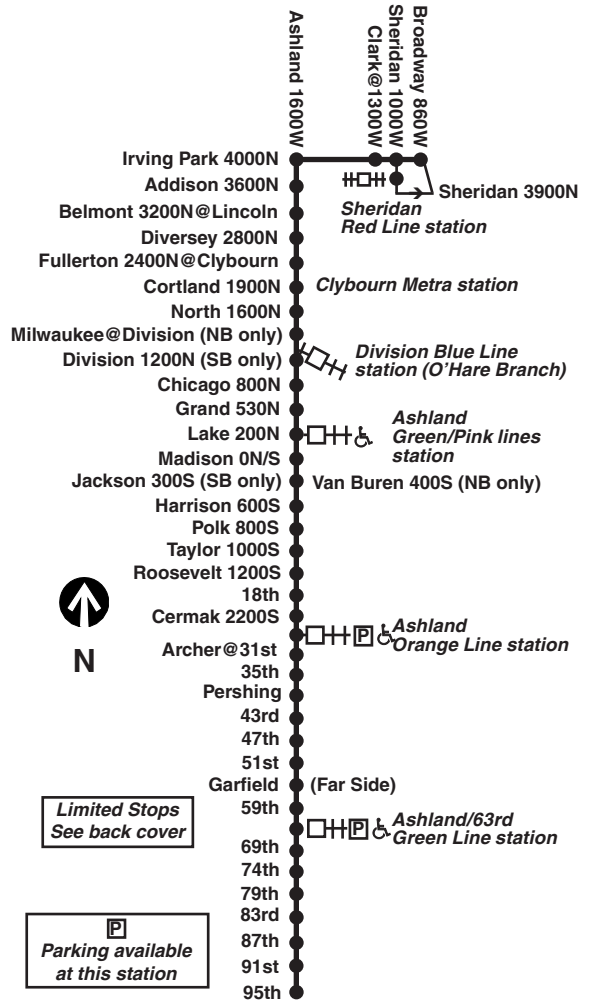 Ashland 1600W
Clark@1300W
Sheridan 1000W
Broadway 860W
Irving Park 4000N
Addison 3600N
Sheridan 3900N
Sheridan
Red Line station
Belmont 3200N@Lincoln
Diversey 2800N
Fullerton 2400N@Clybourn
Cortland 1900N
Clybourn Metra station
North 1600N
Milwaukee@Division (NB only)
Division 1200N (SB only)
Division Blue Line
station (O'Hare Branch)
Chicago 800N
Grand 530N
Lake 200N
Ashland
Green/Pink lines
station
Madison 0N/S
Jackson 300S (SB only)
Van Buren 400S (NB only)
Harrison 600S
Polk 800S
Taylor 1000S
Roosevelt 1200S
18th
Cermak 2200S
N
P
Ashland
Orange Line station
Archer@31st
35th
Pershing
43rd
47th
51st
Garfield
(Far Side)
59th
Limited Stops
See back cover
P
Ashland/63rd
Green Line station
69th
74th
79th
83rd
87th
91st
95th
P
Parking available
at this station